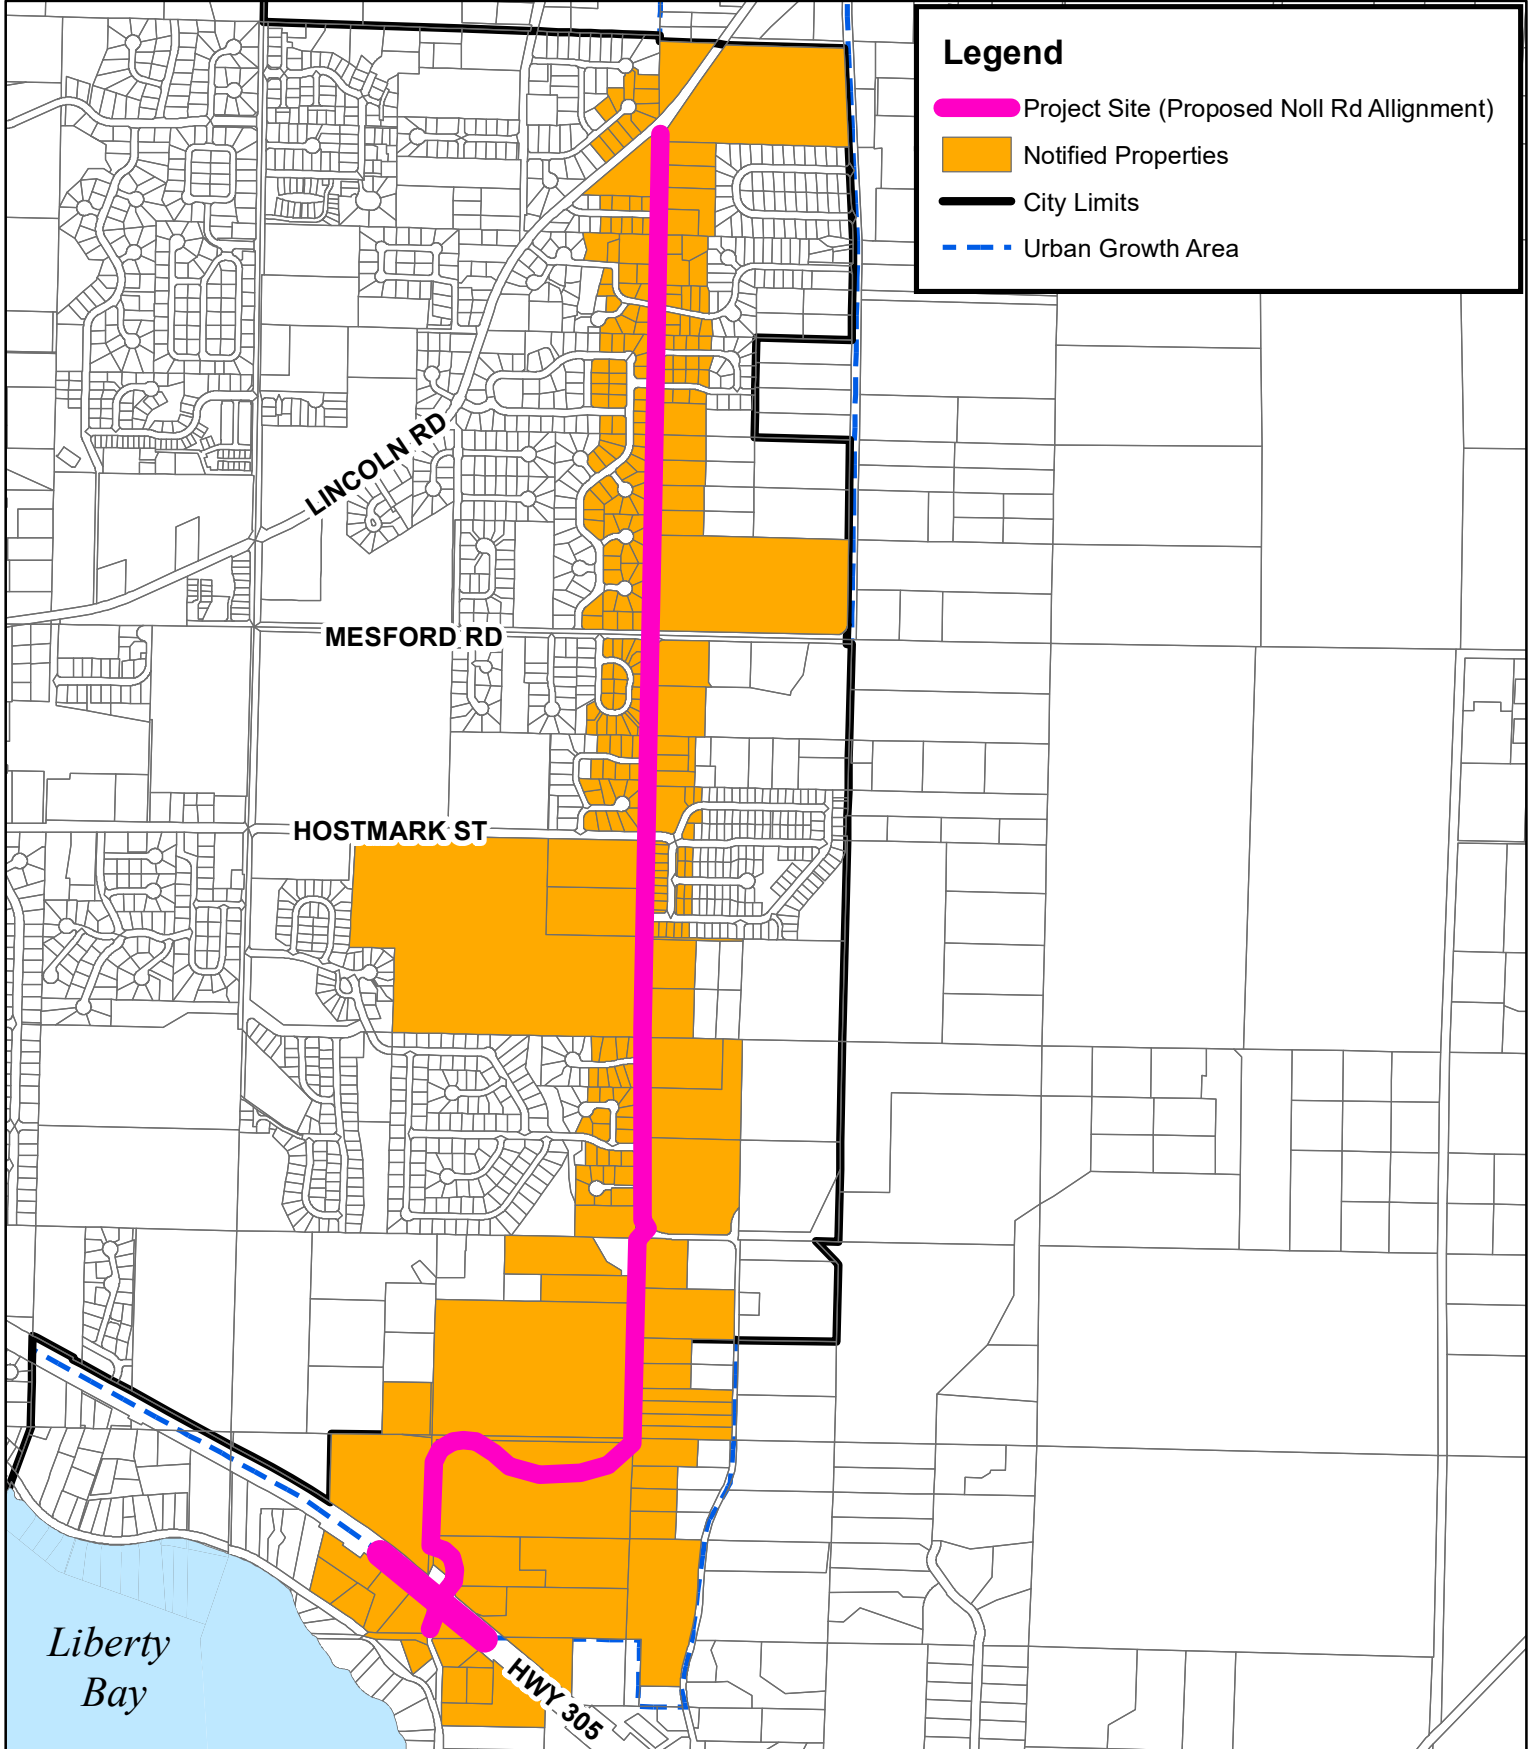 Legend
Project Site (Proposed Noll Rd Allignment)
Notified Properties
City Limits
Urban Growth Area
LINCOLN RD
MESFORD RD
HOSTMARK ST
Liberty
Bay
HWY 305